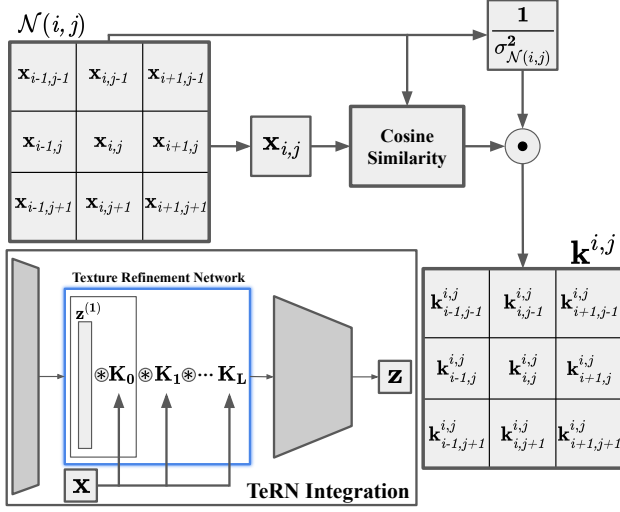 𝒩(i, j)
1
σ²𝒩(i,j)
x_{i-1,j-1} x_{i,j-1} x_{i+1,j-1}
x_{i-1,j} x_{i,j} x_{i+1,j}
x_{i-1,j+1} x_{i,j+1} x_{i+1,j+1}
x_{i,j}
Cosine
Similarity
k^{i,j}
k^{i,j}_{i-1,j-1} k^{i,j}_{i,j-1} k^{i,j}_{i+1,j-1}
k^{i,j}_{i-1,j} k^{i,j}_{i,j} k^{i,j}_{i+1,j}
k^{i,j}_{i-1,j+1} k^{i,j}_{i,j+1} k^{i,j}_{i+1,j+1}
Texture Refinement Network
z^{(1)}
⊛K_0 ⊛K_1 ⊛··· K_L
z
x
TeRN Integration